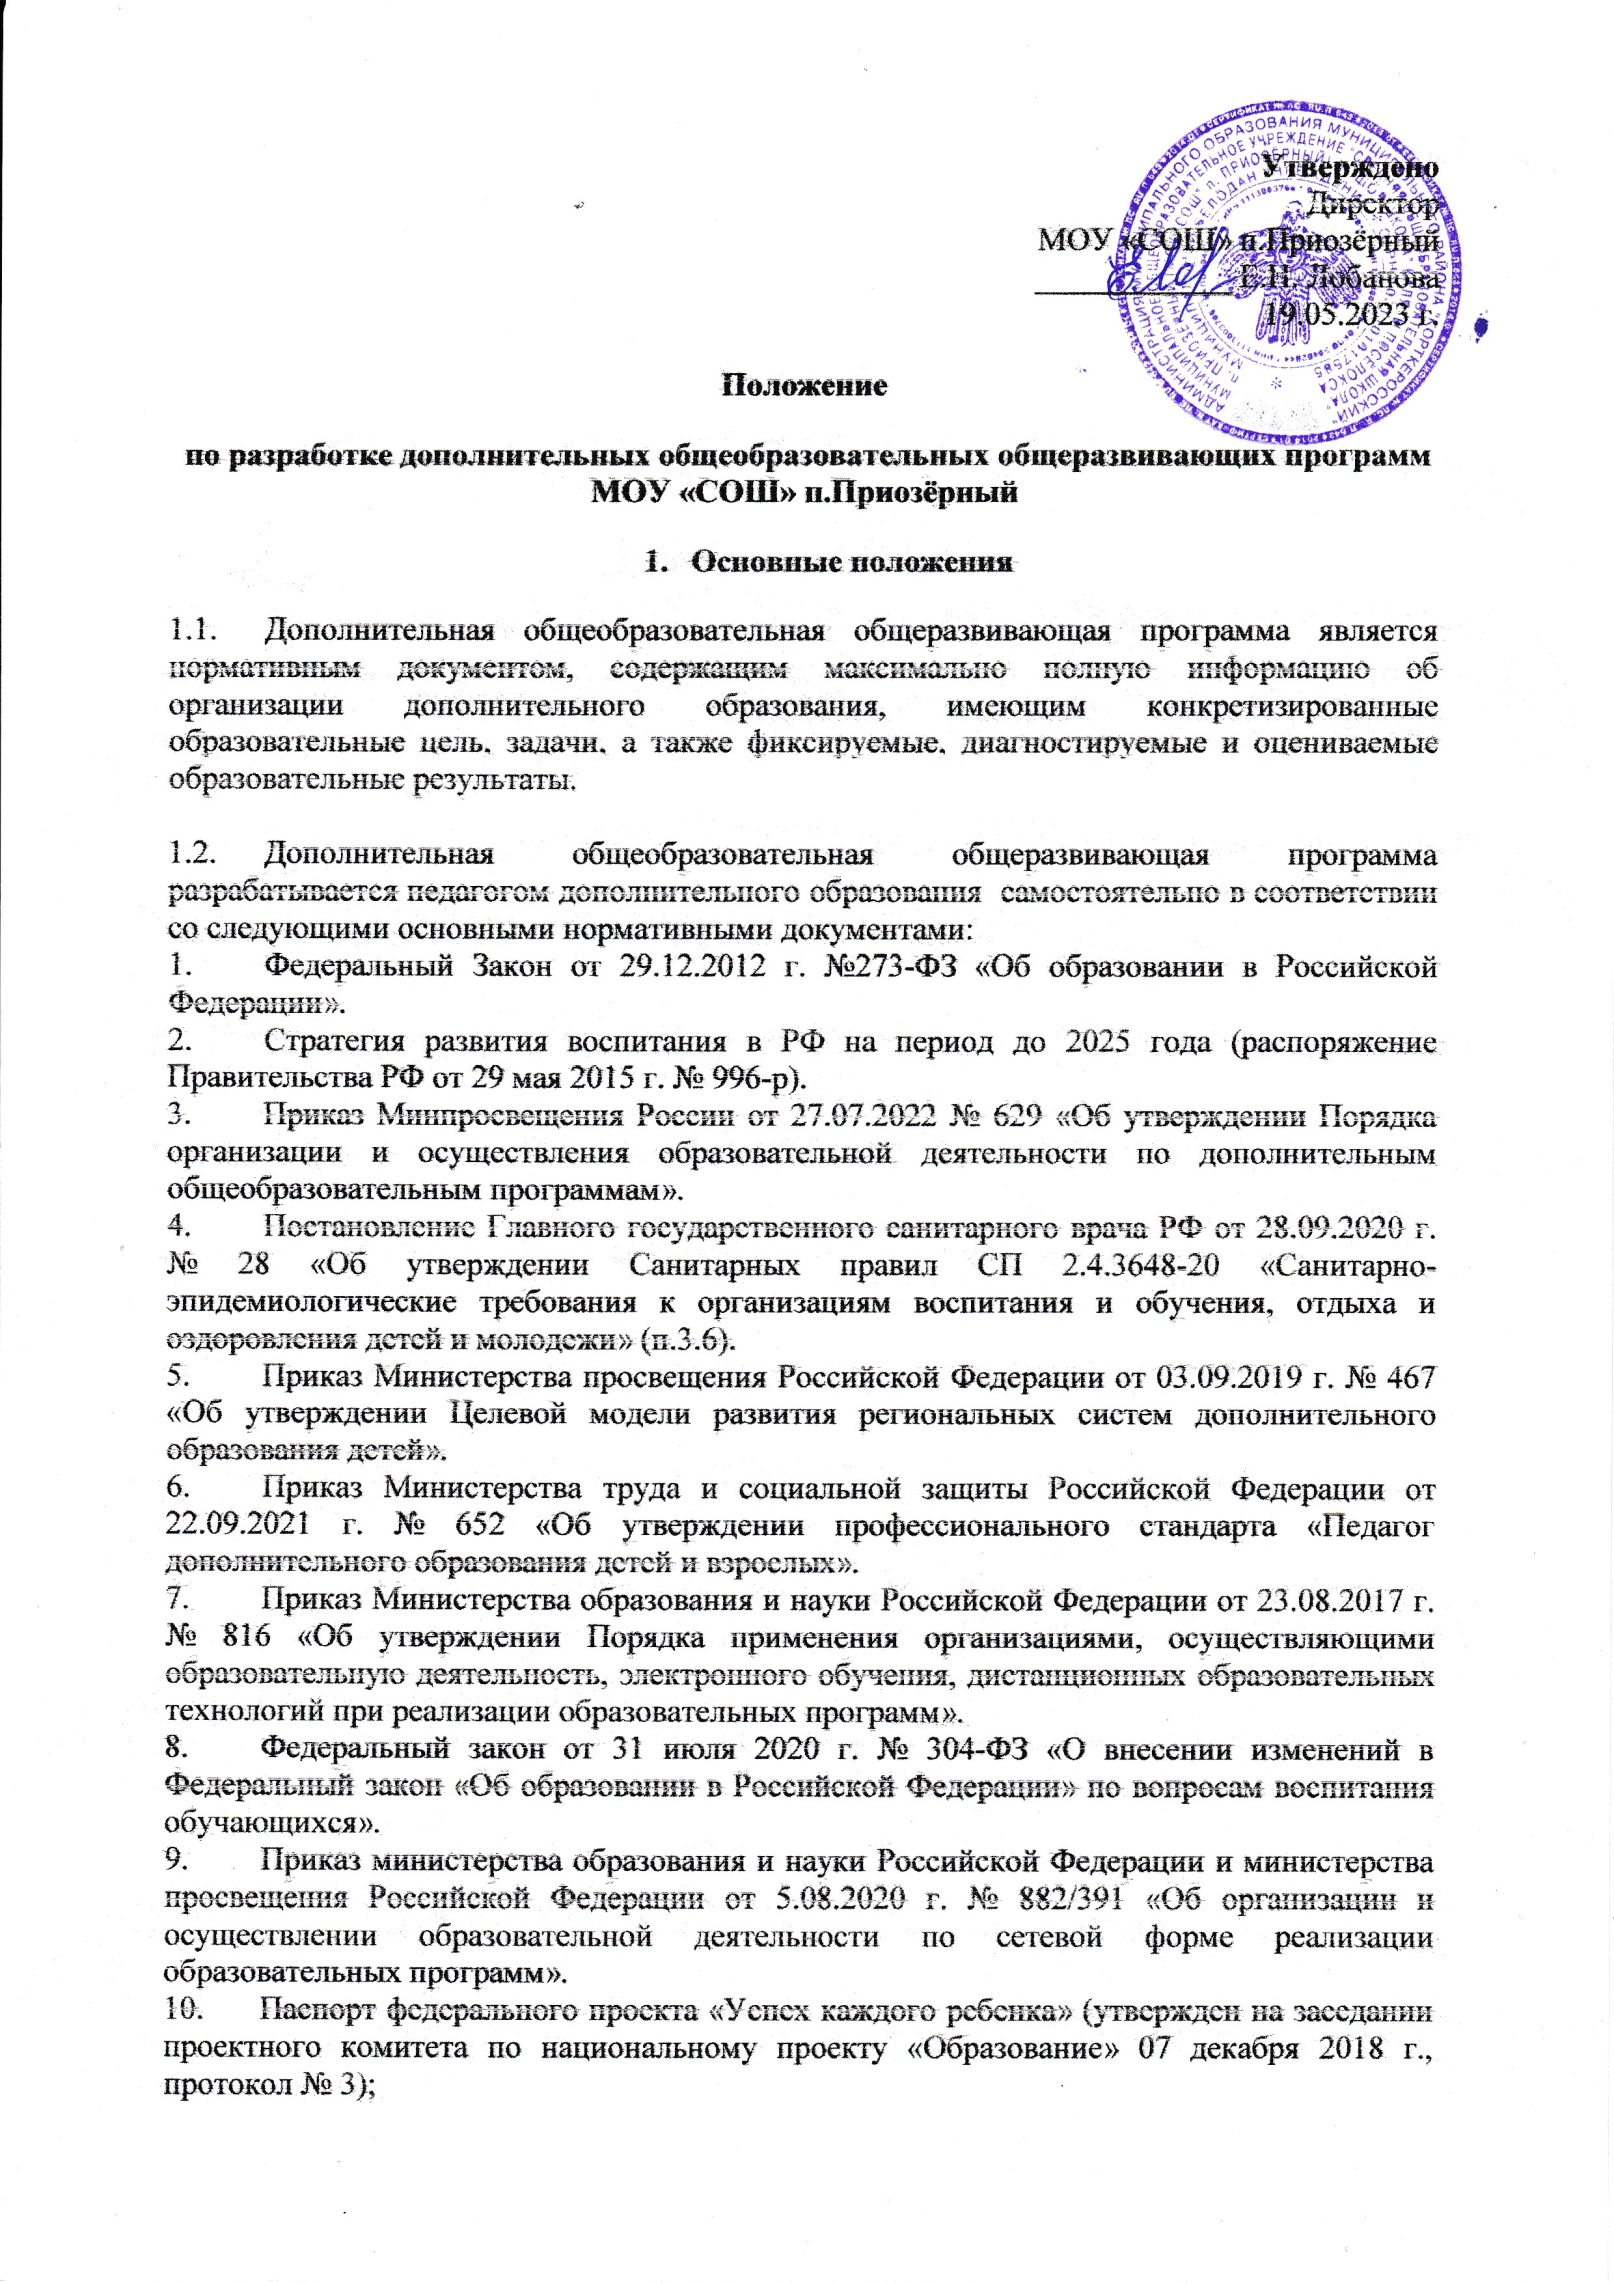 Утверждено
Директор
МОУ «СОШ» п.Приозёрный
Е.Н. Лобанова
19.05.2023 г.
Положение
по разработке дополнительных общеобразовательных общеразвивающих программ
МОУ «СОШ» п.Приозёрный
1. Основные положения
1.1. Дополнительная общеобразовательная общеразвивающая программа является
нормативным документом, содержащим максимально полную информацию об
организации дополнительного образования, имеющим конкретизированные
образовательные цель, задачи, а также фиксируемые, диагностируемые и оцениваемые
образовательные результаты.
1.2. Дополнительная общеобразовательная общеразвивающая программа
разрабатывается педагогом дополнительного образования самостоятельно в соответствии
со следующими основными нормативными документами:
1. Федеральный Закон от 29.12.2012 г. №273-ФЗ «Об образовании в Российской
Федерации».
2. Стратегия развития воспитания в РФ на период до 2025 года (распоряжение
Правительства РФ от 29 мая 2015 г. № 996-р).
3. Приказ Минпросвещения России от 27.07.2022 № 629 «Об утверждении Порядка
организации и осуществления образовательной деятельности по дополнительным
общеобразовательным программам».
4. Постановление Главного государственного санитарного врача РФ от 28.09.2020 г.
№ 28 «Об утверждении Санитарных правил СП 2.4.3648-20 «Санитарно-
эпидемиологические требования к организациям воспитания и обучения, отдыха и
оздоровления детей и молодежи» (п.3.6).
5. Приказ Министерства просвещения Российской Федерации от 03.09.2019 г. № 467
«Об утверждении Целевой модели развития региональных систем дополнительного
образования детей».
6. Приказ Министерства труда и социальной защиты Российской Федерации от
22.09.2021 г. № 652 «Об утверждении профессионального стандарта «Педагог
дополнительного образования детей и взрослых».
7. Приказ Министерства образования и науки Российской Федерации от 23.08.2017 г.
№ 816 «Об утверждении Порядка применения организациями, осуществляющими
образовательную деятельность, электронного обучения, дистанционных образовательных
технологий при реализации образовательных программ».
8. Федеральный закон от 31 июля 2020 г. № 304-ФЗ «О внесении изменений в
Федеральный закон «Об образовании в Российской Федерации» по вопросам воспитания
обучающихся».
9. Приказ министерства образования и науки Российской Федерации и министерства
просвещения Российской Федерации от 5.08.2020 г. № 882/391 «Об организации и
осуществлении образовательной деятельности по сетевой форме реализации
образовательных программ».
10. Паспорт федерального проекта «Успех каждого ребенка» (утвержден на заседании
проектного комитета по национальному проекту «Образование» 07 декабря 2018 г.,
протокол № 3);